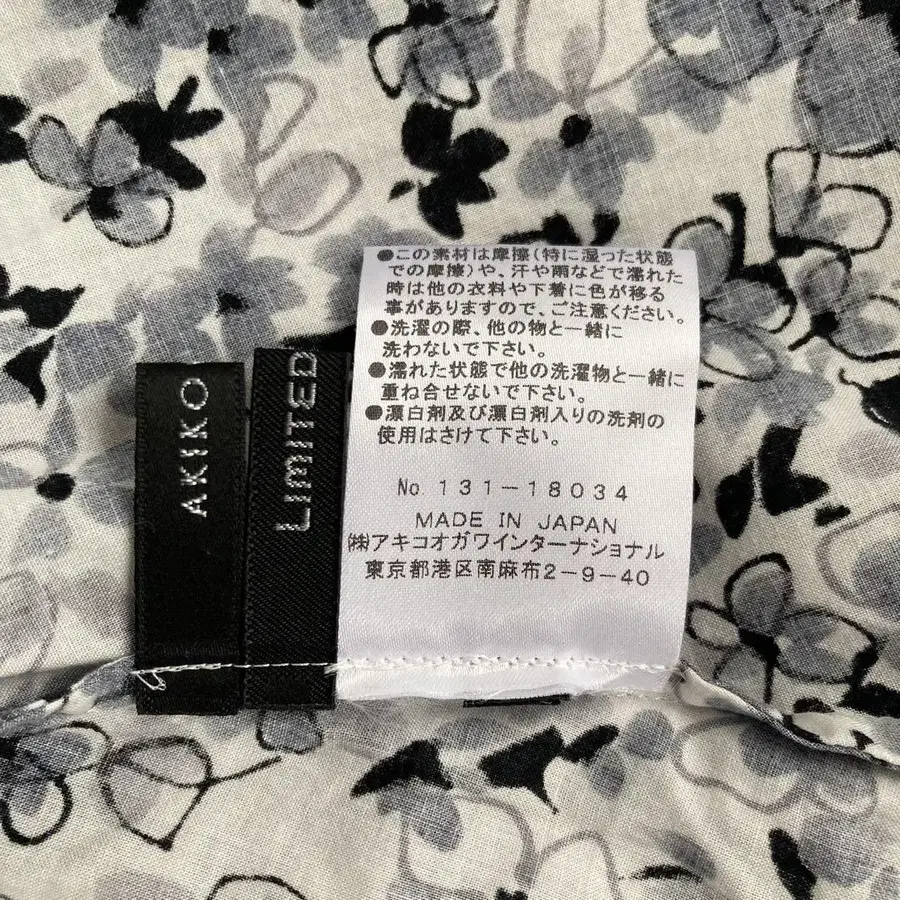 AKIKO
LIMITED
●この素材は摩擦(特に湿った状態
での摩擦)や、汗や雨などで濡れた
時は他の衣料や下着に色が移る
事がありますので、ご注意ください。
●洗濯の際、他の物と一緒に
洗わないで下さい。
●濡れた状態で他の洗濯物と一緒に
重ね合せないで下さい。
●漂白剤及び漂白剤入りの洗剤の
使用はさけて下さい。
No. 131-18034
MADE IN JAPAN
㈱アキコオガワインターナショナル
東京都港区南麻布2-9-40